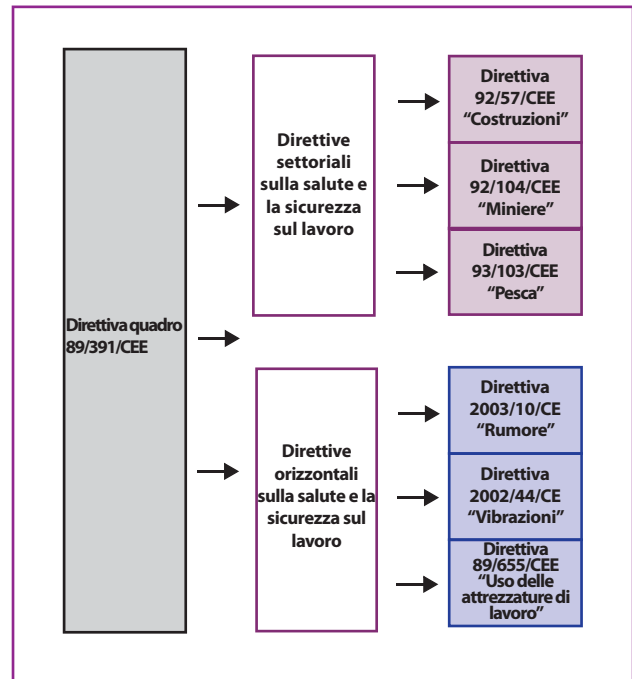 Direttiva quadro
89/391/CEE
Direttive
settoriali
sulla salute e
la sicurezza
sul lavoro
Direttiva
92/57/CEE
“Costruzioni”
Direttiva
92/104/CEE
“Miniere”
Direttiva
93/103/CEE
“Pesca”
Direttive
orizzontali
sulla salute e la
sicurezza sul
lavoro
Direttiva
2003/10/CE
“Rumore”
Direttiva
2002/44/CE
“Vibrazioni”
Direttiva
89/655/CEE
“Uso delle
attrezzature di
lavoro”